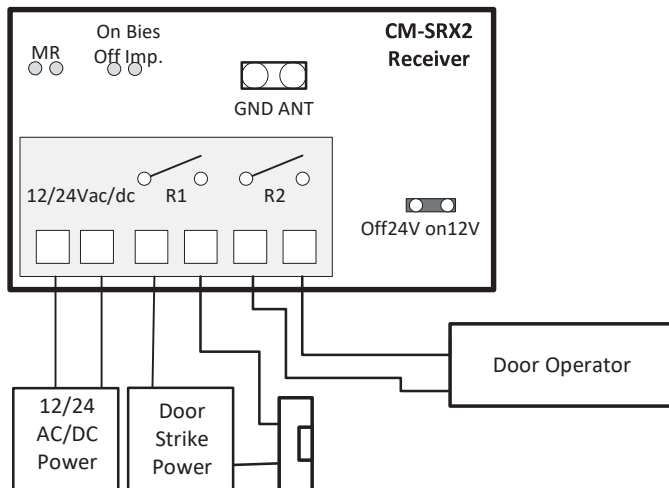 CM-SRX2
Receiver
On Bies
Off Imp.
MR
GND ANT
12/24Vac/dc
R1
R2
Off24V on12V
12/24
AC/DC
Power
Door
Strike
Power
Door Operator